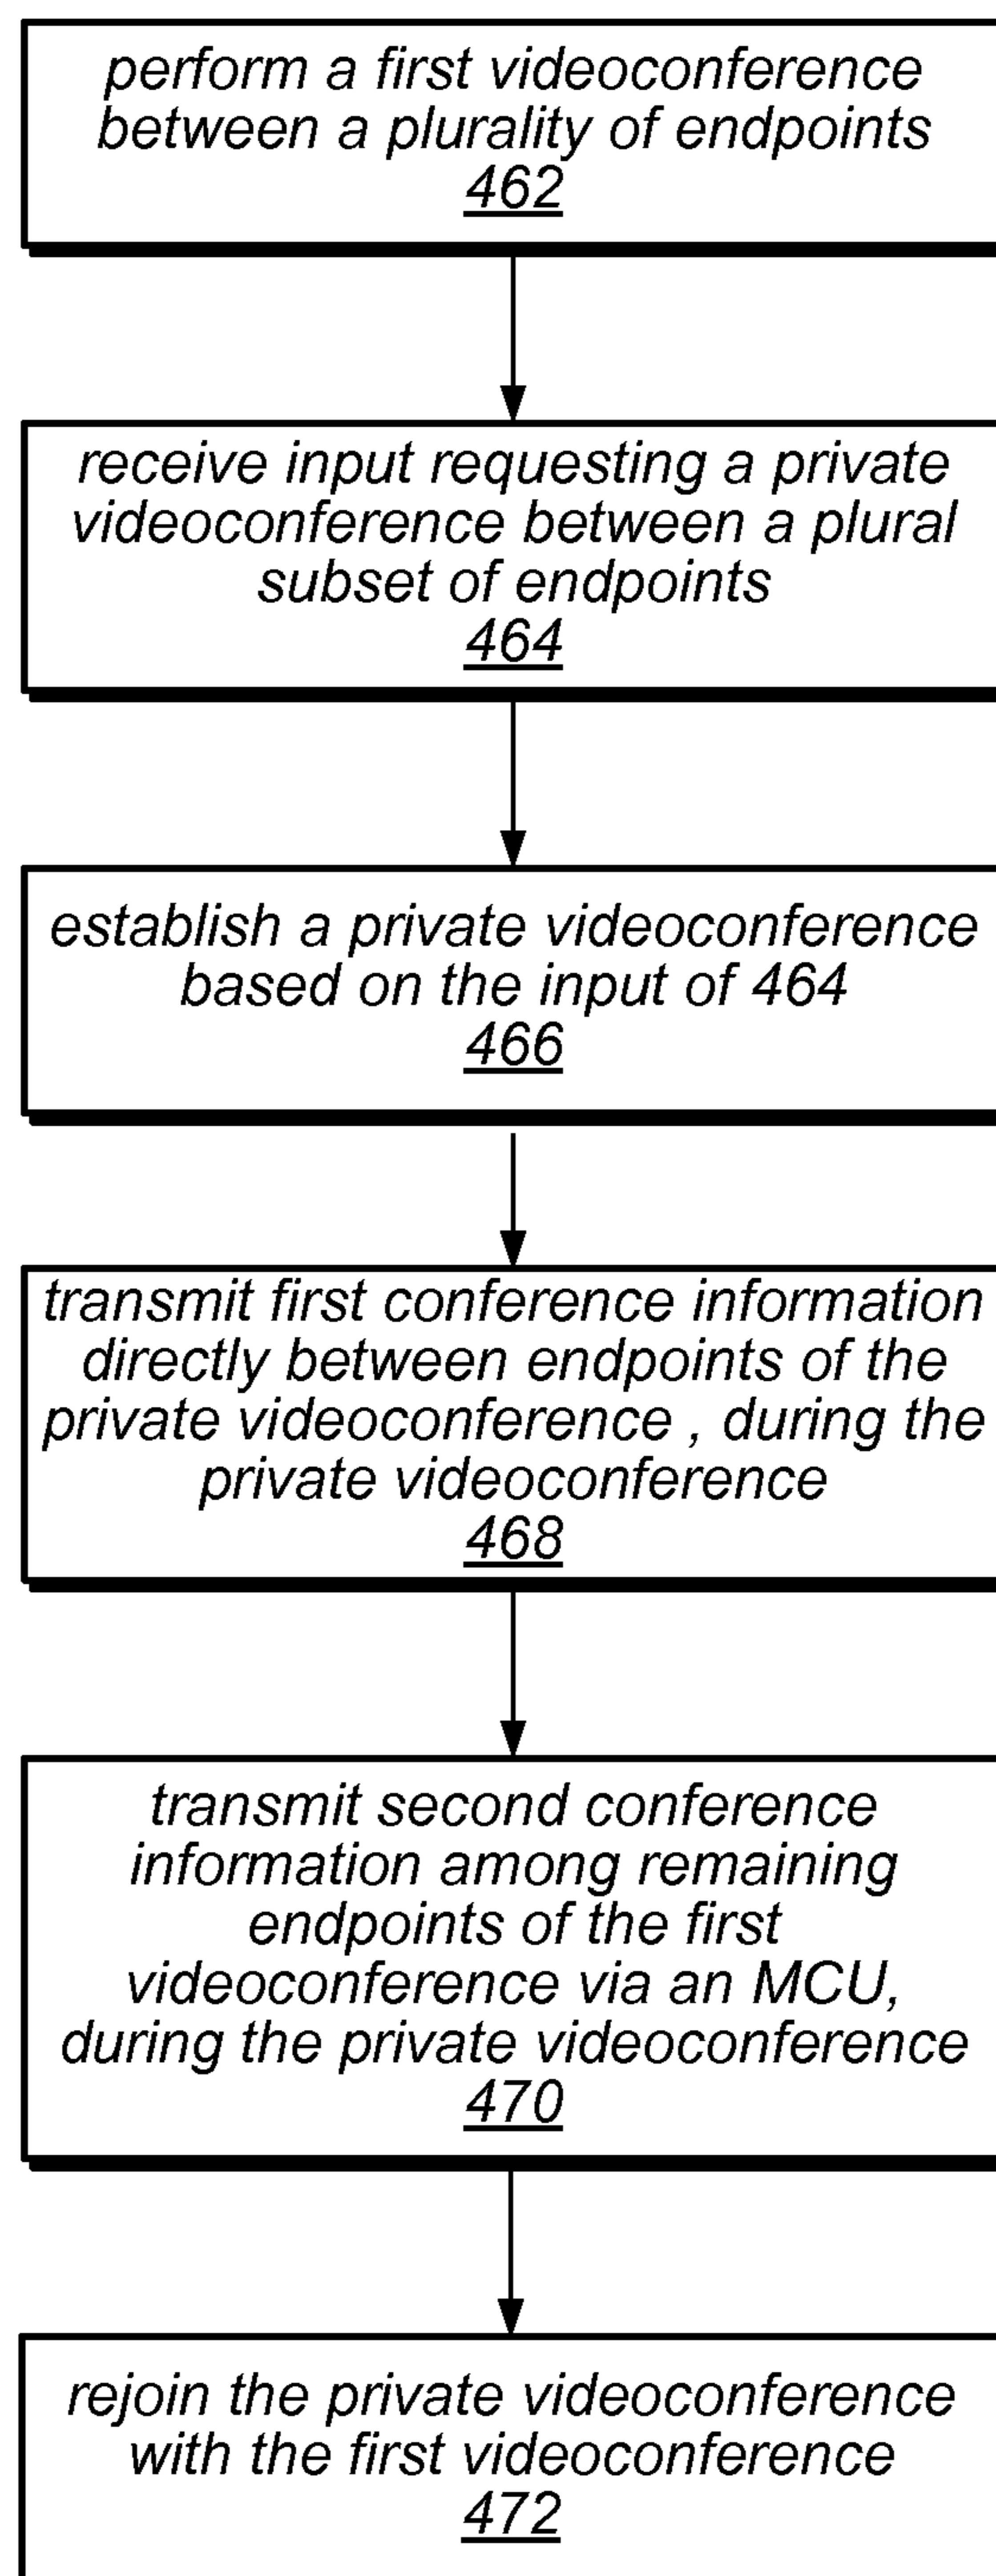 perform a first videoconference
between a plurality of endpoints
462
receive input requesting a private
videoconference between a plural
subset of endpoints
464
establish a private videoconference
based on the input of 464
466
transmit first conference information
directly between endpoints of the
private videoconference , during the
private videoconference
468
transmit second conference
information among remaining
endpoints of the first
videoconference via an MCU,
during the private videoconference
470
rejoin the private videoconference
with the first videoconference
472